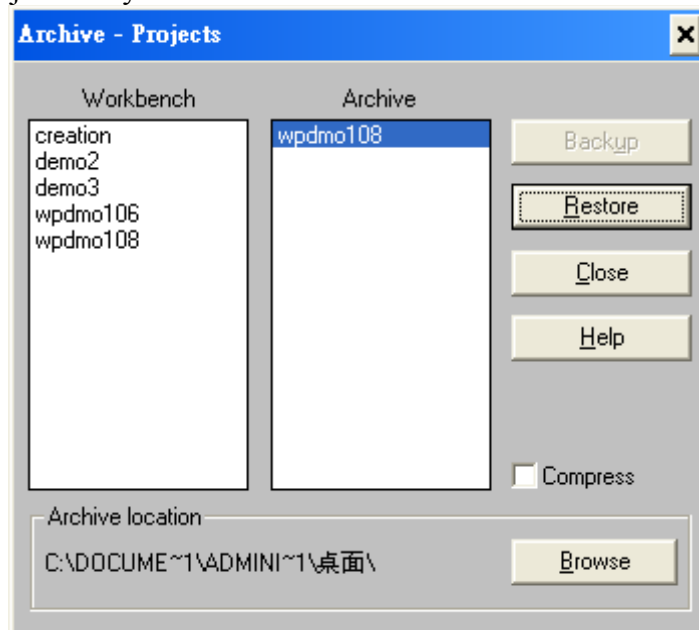 Archive - Projects
Workbench
Archive
creation
demo2
demo3
wpdmo106
wpdmo108
wpdmo108
Backup
Restore
Close
Help
Compress
Archive location
C:\DOCUME~1\ADMINI~1\桌面\
Browse